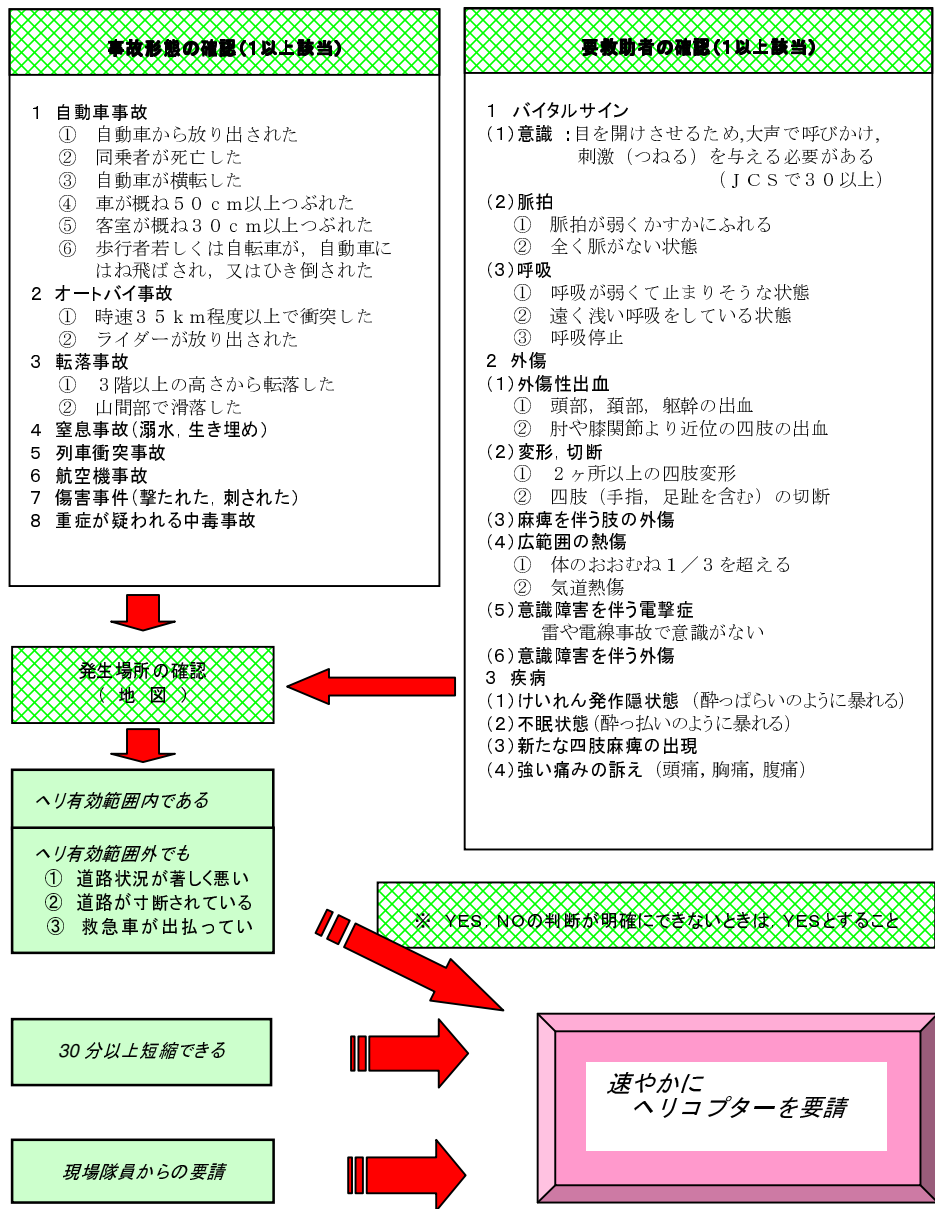 事故形態の確認(1以上該当)
1 自動車事故
① 自動車から放り出された
② 同乗者が死亡した
③ 自動車が横転した
④ 車が概ね50cm以上つぶれた
⑤ 客室が概ね30cm以上つぶれた
⑥ 歩行者若しくは自転車が,自動車に
はね飛ばされ,又はひき倒された
2 オートバイ事故
① 時速35km程度以上で衝突した
② ライダーが放り出された
3 転落事故
① 3階以上の高さから転落した
② 山間部で滑落した
4 窒息事故(溺水,生き埋め)
5 列車衝突事故
6 航空機事故
7 傷害事件(撃たれた,刺された)
8 重症が疑われる中毒事故
要救助者の確認(1以上該当)
1 バイタルサイン
(1)意識 :目を開けさせるため,大声で呼びかけ,
刺激(つねる)を与える必要がある
(JCSで30以上)
(2)脈拍
① 脈拍が弱くかすかにふれる
② 全く脈がない状態
(3)呼吸
① 呼吸が弱くて止まりそうな状態
② 遠く浅い呼吸をしている状態
③ 呼吸停止
2 外傷
(1)外傷性出血
① 頭部,頚部,躯幹の出血
② 肘や膝関節より近位の四肢の出血
(2)変形,切断
① 2ヶ所以上の四肢変形
② 四肢(手指,足趾を含む)の切断
(3)麻痺を伴う肢の外傷
(4)広範囲の熱傷
① 体のおおむね1/3を超える
② 気道熱傷
(5)意識障害を伴う電撃症
雷や電線事故で意識がない
(6)意識障害を伴う外傷
3 疾病
(1)けいれん発作隠状態 (酔っぱらいのように暴れる)
(2)不眠状態(酔っ払いのように暴れる)
(3)新たな四肢麻痺の出現
(4)強い痛みの訴え (頭痛,胸痛,腹痛)
発生場所の確認
( 地 図 )
ヘリ有効範囲内である
ヘリ有効範囲外でも
① 道路状況が著しく悪い
② 道路が寸断されている
③ 救急車が出払ってい
※ YES,NOの判断が明確にできないときは,YESとすること
30分以上短縮できる
速やかに
ヘリコプターを要請
現場隊員からの要請